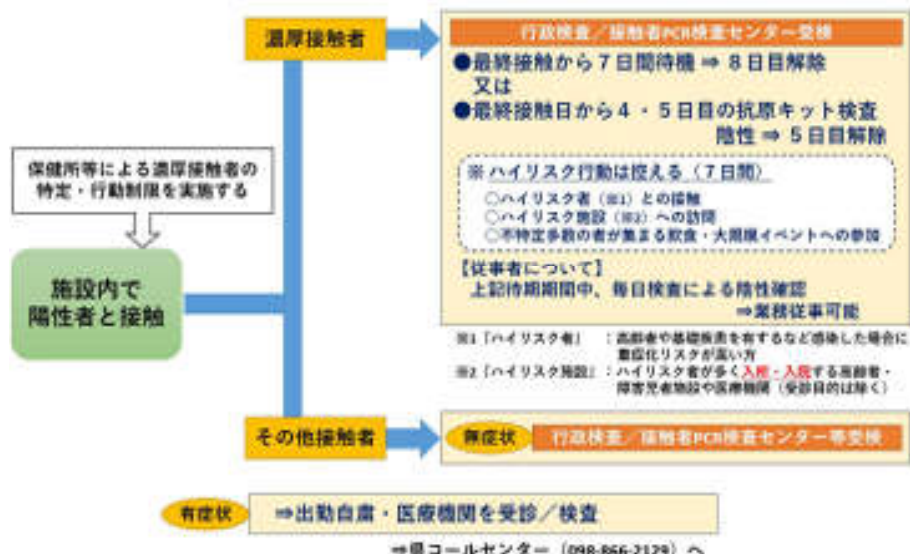 濃厚接触者
行政検査／接触者PCR検査センター受検
●最終接触から７日間待機 ⇒ ８日目解除
又は
●最終接触日から４・５日目の抗原キット検査
陰性 ⇒ ５日目解除
保健所等による濃厚接触者の
特定・行動制限を実施する
※ハイリスク行動は控える（７日間）
○ハイリスク者（※1）との接触
○ハイリスク施設（※2）への訪問
○不特定多数の者が集まる飲食・大規模イベントへの参加
施設内で
陽性者と接触
【従事者について】
上記待期期間中、毎日検査による陰性確認
⇒業務従事可能
※1「ハイリスク者」　：高齢者や基礎疾患を有するなど感染した場合に
重症化リスクが高い方
※2「ハイリスク施設」：ハイリスク者が多く入所・入院する高齢者・
障害児者施設や医療機関（受診目的は除く）
その他接触者
無症状
行政検査／接触者PCR検査センター等受検
有症状
⇒出勤自粛・医療機関を受診／検査
⇒県コールセンター（098-866-2129）へ